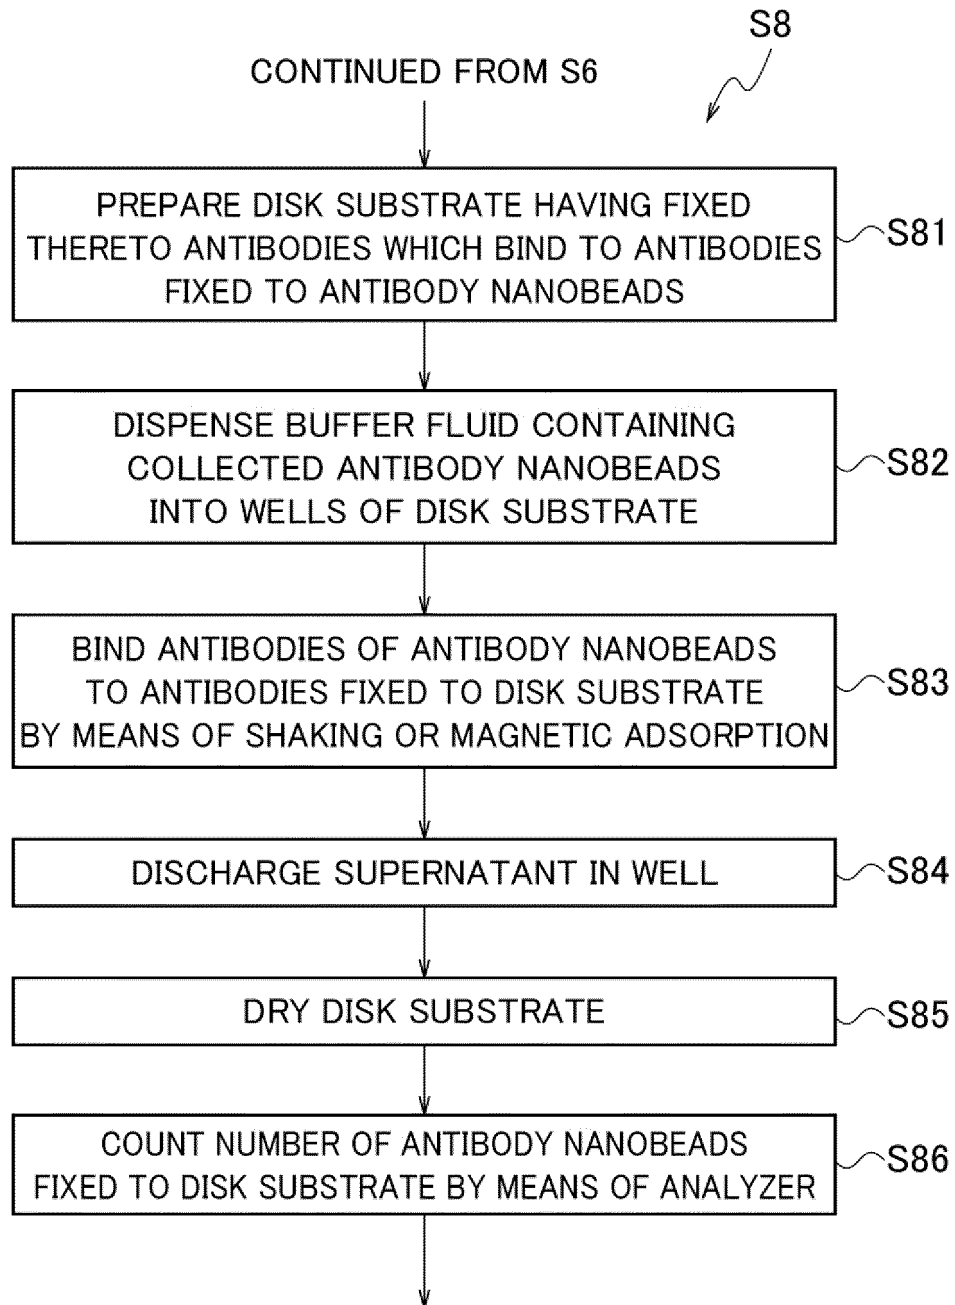 S8
CONTINUED FROM S6
PREPARE DISK SUBSTRATE HAVING FIXED
THERETO ANTIBODIES WHICH BIND TO ANTIBODIES
FIXED TO ANTIBODY NANOBEADS
S81
DISPENSE BUFFER FLUID CONTAINING
COLLECTED ANTIBODY NANOBEADS
INTO WELLS OF DISK SUBSTRATE
S82
BIND ANTIBODIES OF ANTIBODY NANOBEADS
TO ANTIBODIES FIXED TO DISK SUBSTRATE
BY MEANS OF SHAKING OR MAGNETIC ADSORPTION
S83
DISCHARGE SUPERNATANT IN WELL
S84
DRY DISK SUBSTRATE
S85
COUNT NUMBER OF ANTIBODY NANOBEADS
FIXED TO DISK SUBSTRATE BY MEANS OF ANALYZER
S86